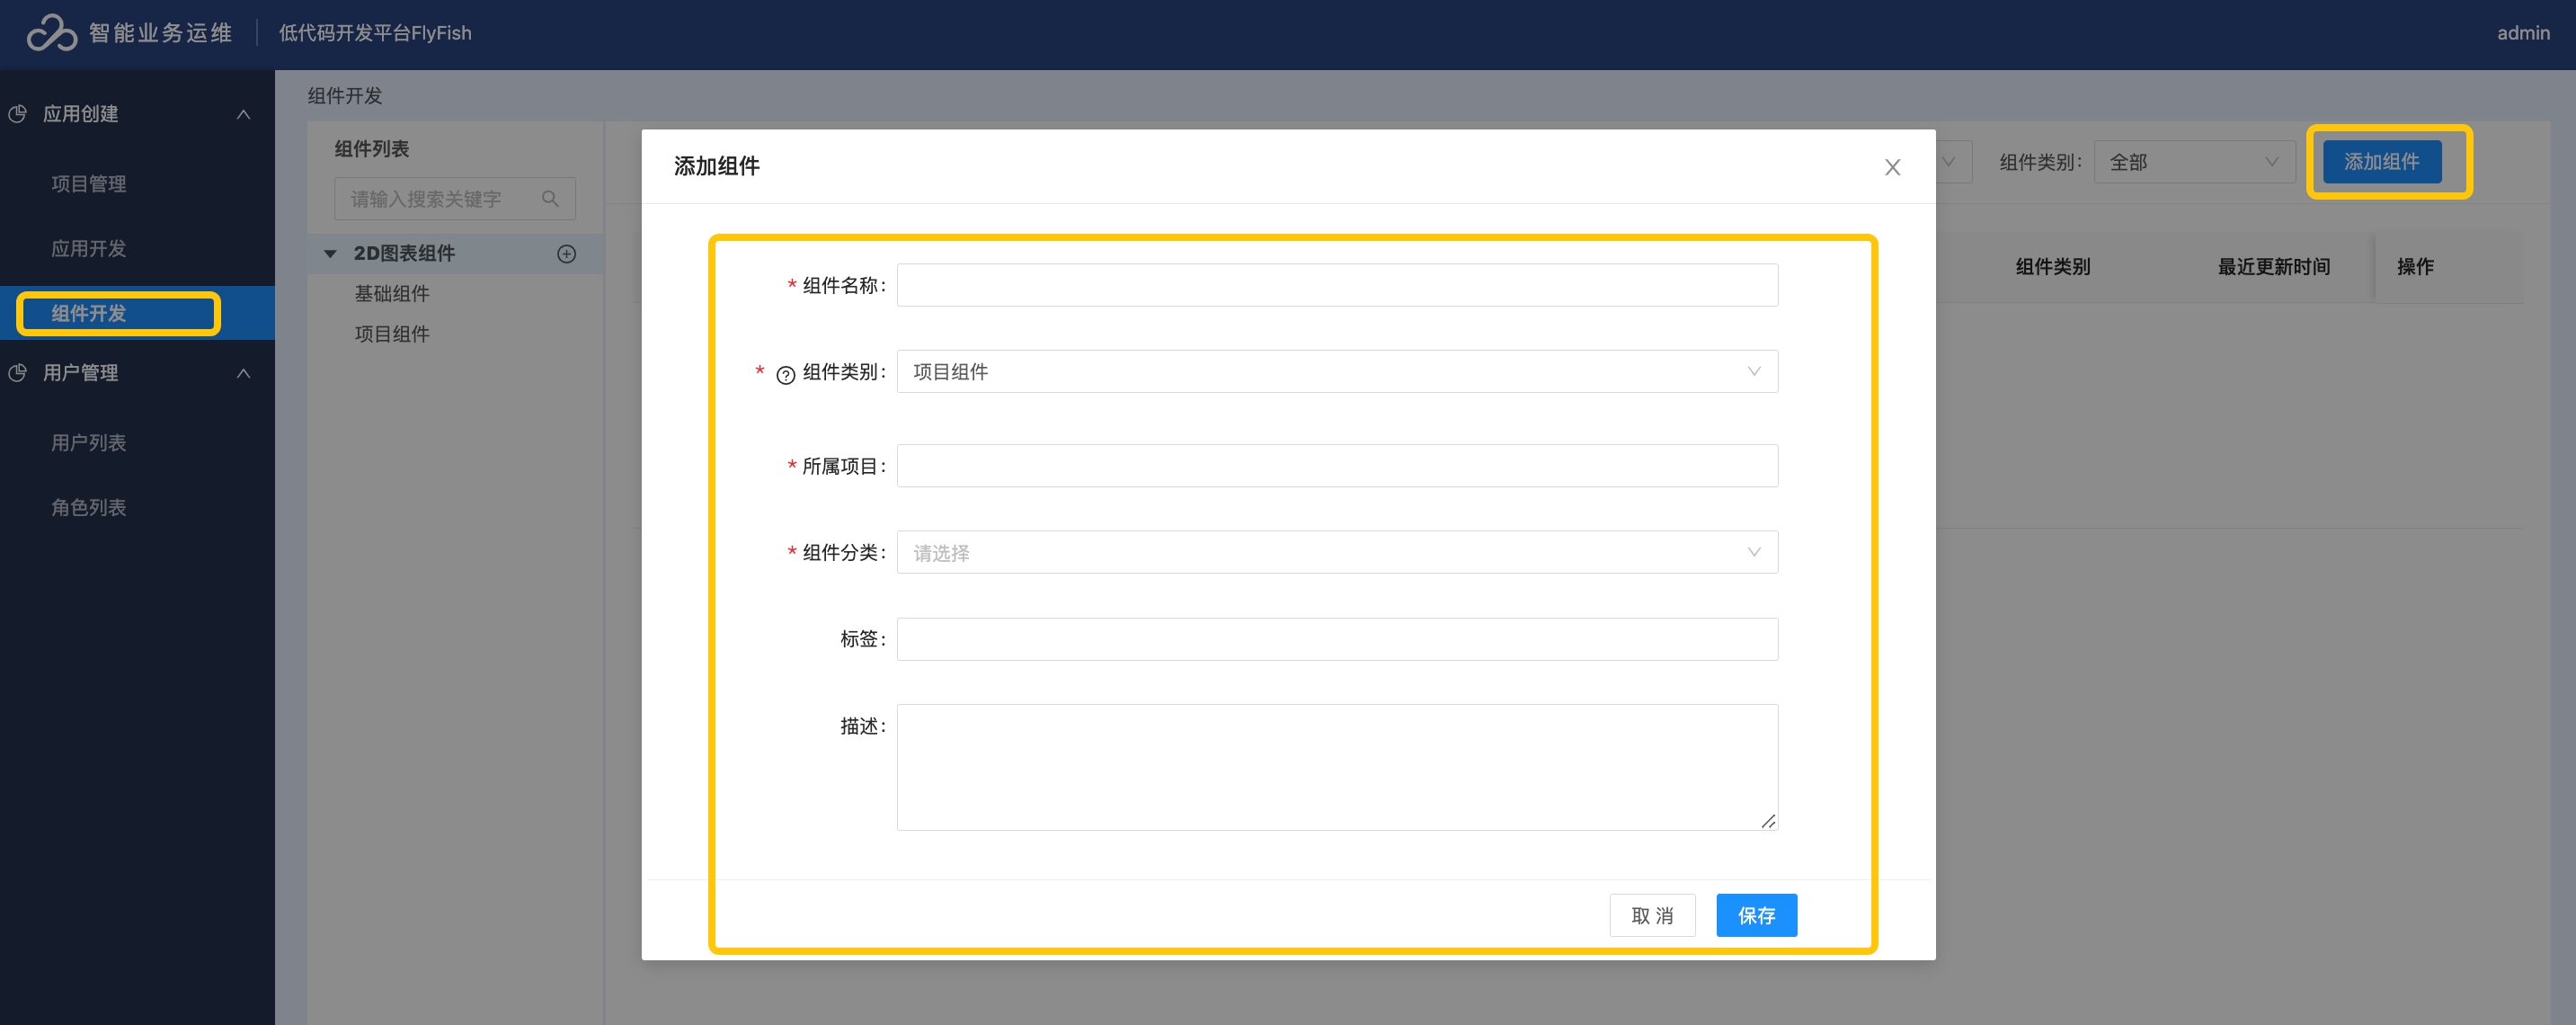 智能业务运维
低代码开发平台FlyFish
admin
应用创建
项目管理
应用开发
组件开发
用户管理
用户列表
角色列表
组件开发
组件列表
请输入搜索关键字
2D图表组件
基础组件
项目组件
组件类别:
全部
添加组件
组件类别
最近更新时间
操作
添加组件
* 组件名称:
* ? 组件类别: 项目组件
* 所属项目:
* 组件分类: 请选择
标签:
描述:
取 消
保存